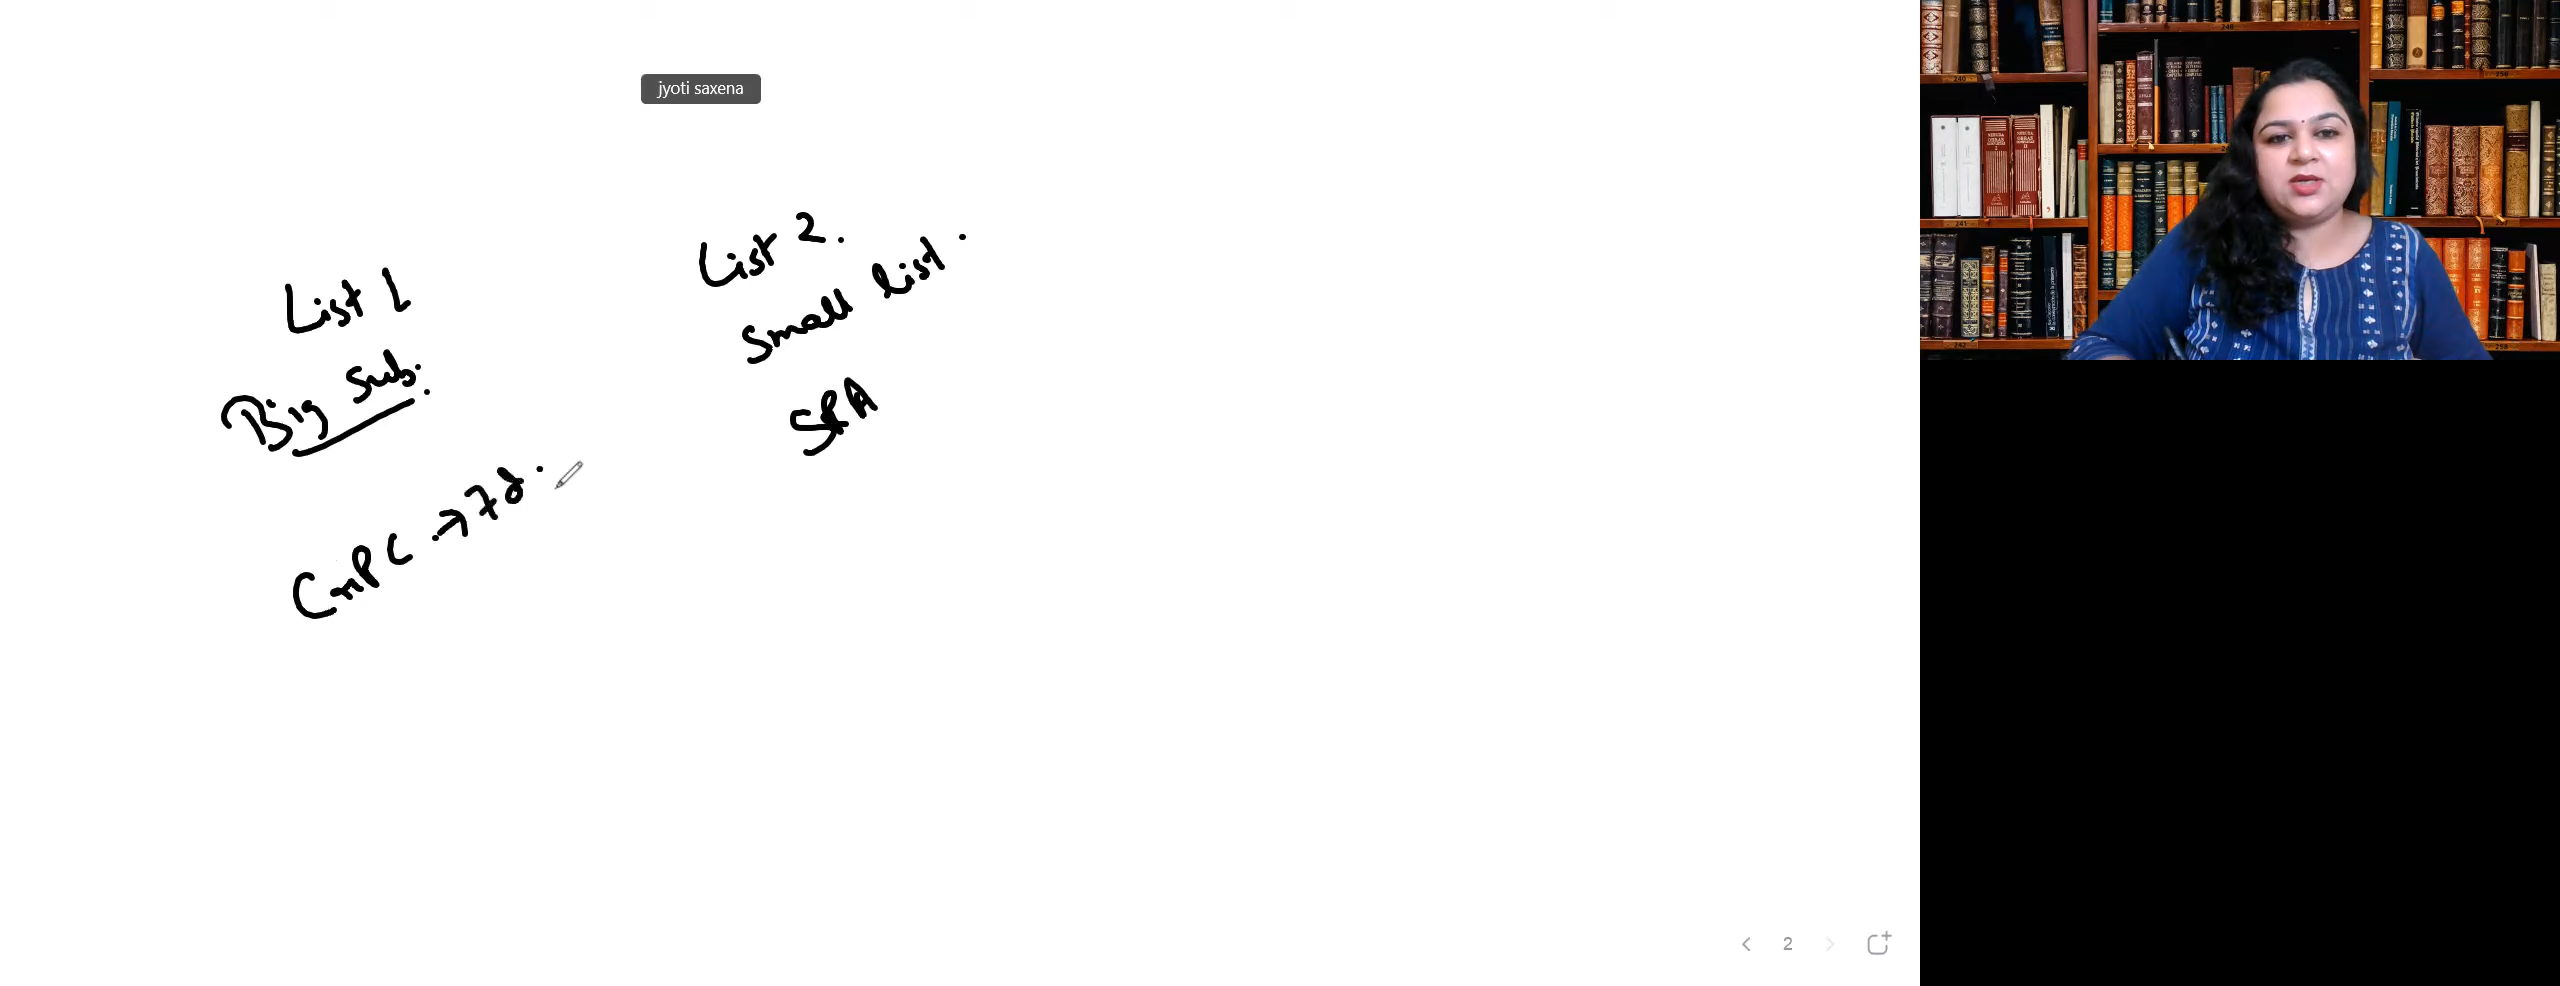 jyoti saxena
List 1
Big Sub.
CrPC → 7d.
List 2.
Small list.
SRA
2